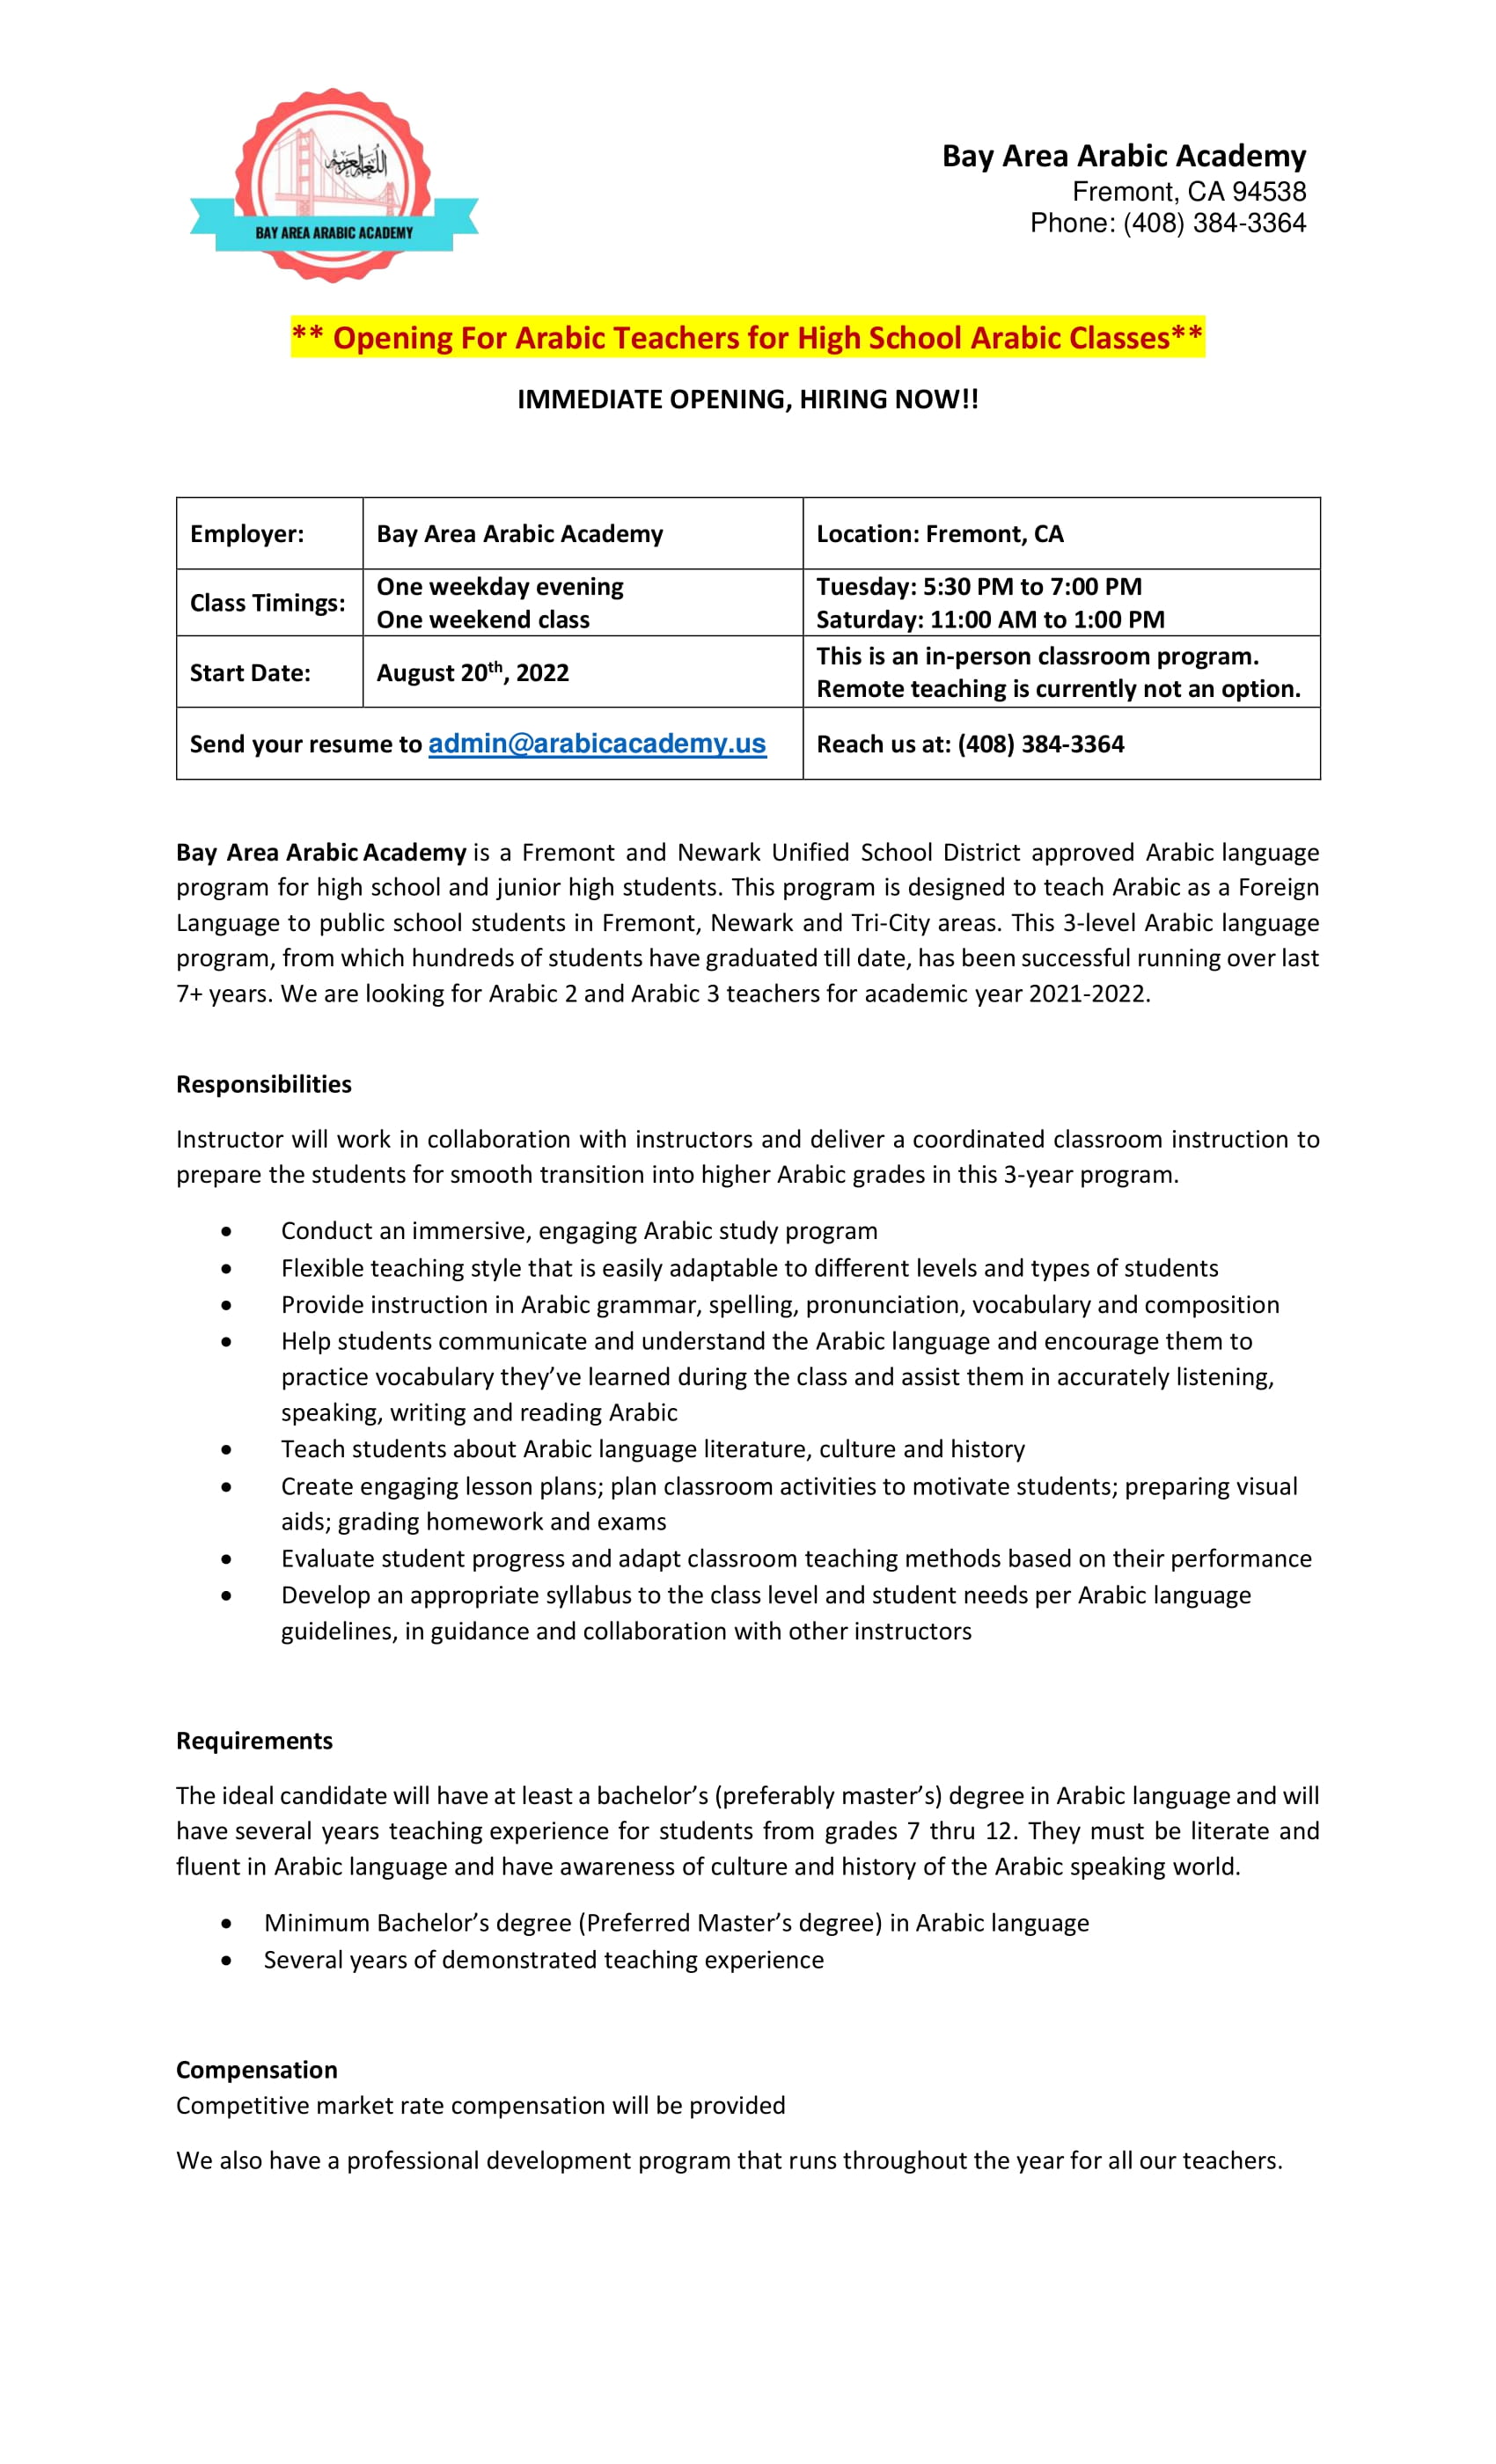 اللغة العربية
BAY AREA ARABIC ACADEMY
Bay Area Arabic Academy
Fremont, CA 94538
Phone: (408) 384-3364
** Opening For Arabic Teachers for High School Arabic Classes**
IMMEDIATE OPENING, HIRING NOW!!
Employer: Bay Area Arabic Academy Location: Fremont, CA
Class Timings: One weekday evening Tuesday: 5:30 PM to 7:00 PM
One weekend class Saturday: 11:00 AM to 1:00 PM
Start Date: August 20th, 2022 This is an in-person classroom program.
Remote teaching is currently not an option.
Send your resume to admin@arabicacademy.us Reach us at: (408) 384-3364
Bay Area Arabic Academy is a Fremont and Newark Unified School District approved Arabic language
program for high school and junior high students. This program is designed to teach Arabic as a Foreign
Language to public school students in Fremont, Newark and Tri-City areas. This 3-level Arabic language
program, from which hundreds of students have graduated till date, has been successful running over last
7+ years. We are looking for Arabic 2 and Arabic 3 teachers for academic year 2021-2022.
Responsibilities
Instructor will work in collaboration with instructors and deliver a coordinated classroom instruction to
prepare the students for smooth transition into higher Arabic grades in this 3-year program.
• Conduct an immersive, engaging Arabic study program
• Flexible teaching style that is easily adaptable to different levels and types of students
• Provide instruction in Arabic grammar, spelling, pronunciation, vocabulary and composition
• Help students communicate and understand the Arabic language and encourage them to
practice vocabulary they’ve learned during the class and assist them in accurately listening,
speaking, writing and reading Arabic
• Teach students about Arabic language literature, culture and history
• Create engaging lesson plans; plan classroom activities to motivate students; preparing visual
aids; grading homework and exams
• Evaluate student progress and adapt classroom teaching methods based on their performance
• Develop an appropriate syllabus to the class level and student needs per Arabic language
guidelines, in guidance and collaboration with other instructors
Requirements
The ideal candidate will have at least a bachelor’s (preferably master’s) degree in Arabic language and will
have several years teaching experience for students from grades 7 thru 12. They must be literate and
fluent in Arabic language and have awareness of culture and history of the Arabic speaking world.
• Minimum Bachelor’s degree (Preferred Master’s degree) in Arabic language
• Several years of demonstrated teaching experience
Compensation
Competitive market rate compensation will be provided
We also have a professional development program that runs throughout the year for all our teachers.